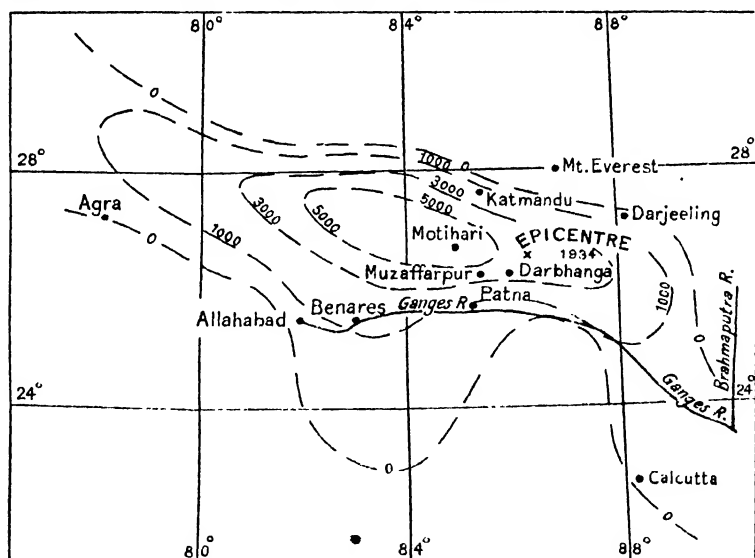 80° 84° 88°
0
28° 1000 0 28°
Mt. Everest
3000 Katmandu
Agra 3000 5000 5000 Darjeeling
0 Motihari EPICENTRE
1000 1934
Muzaffarpur Darbhanga 1000
Benares Ganges R. Patna
Allahabad 0 Brahmaputra R.
24° Ganges R. 24°
0 Calcutta
0
80° 84° 88°